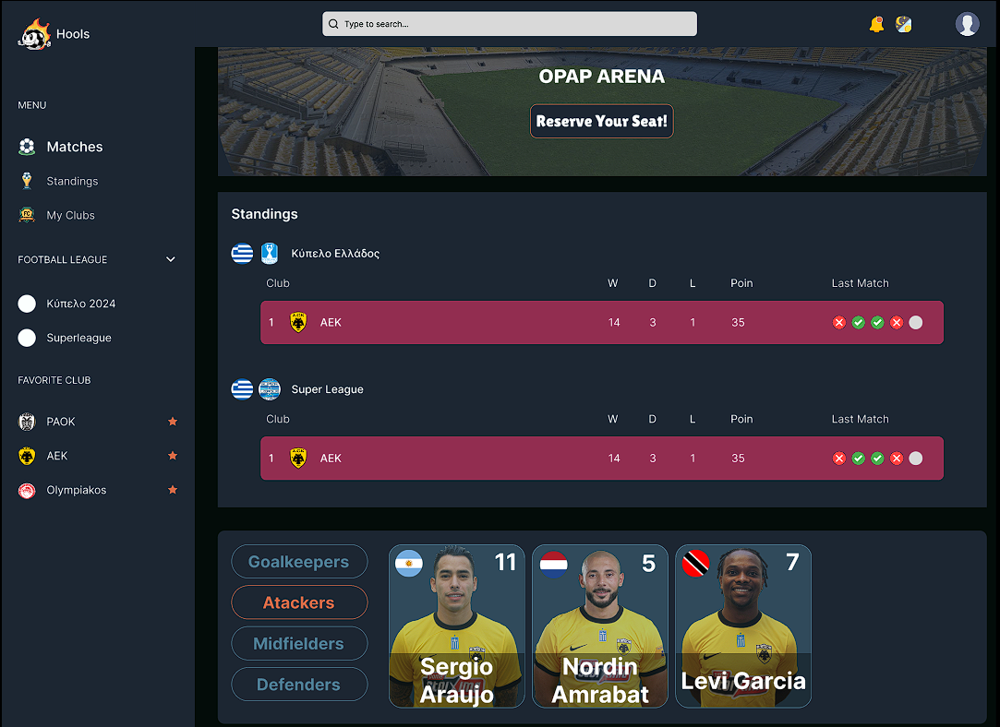 Hools
Type to search...
MENU
Matches
Standings
My Clubs
FOOTBALL LEAGUE
Κύπελο 2024
Superleague
FAVORITE CLUB
PAOK
AEK
Olympiakos
OPAP ARENA
Reserve Your Seat!
Standings
Κύπελο Ελλάδος
Club W D L Poin Last Match
1 AEK 14 3 1 35
Super League
Club W D L Poin Last Match
1 AEK 14 3 1 35
Goalkeepers
Atackers
Midfielders
Defenders
11
Sergio
Araujo
5
Nordin
Amrabat
7
Levi Garcia